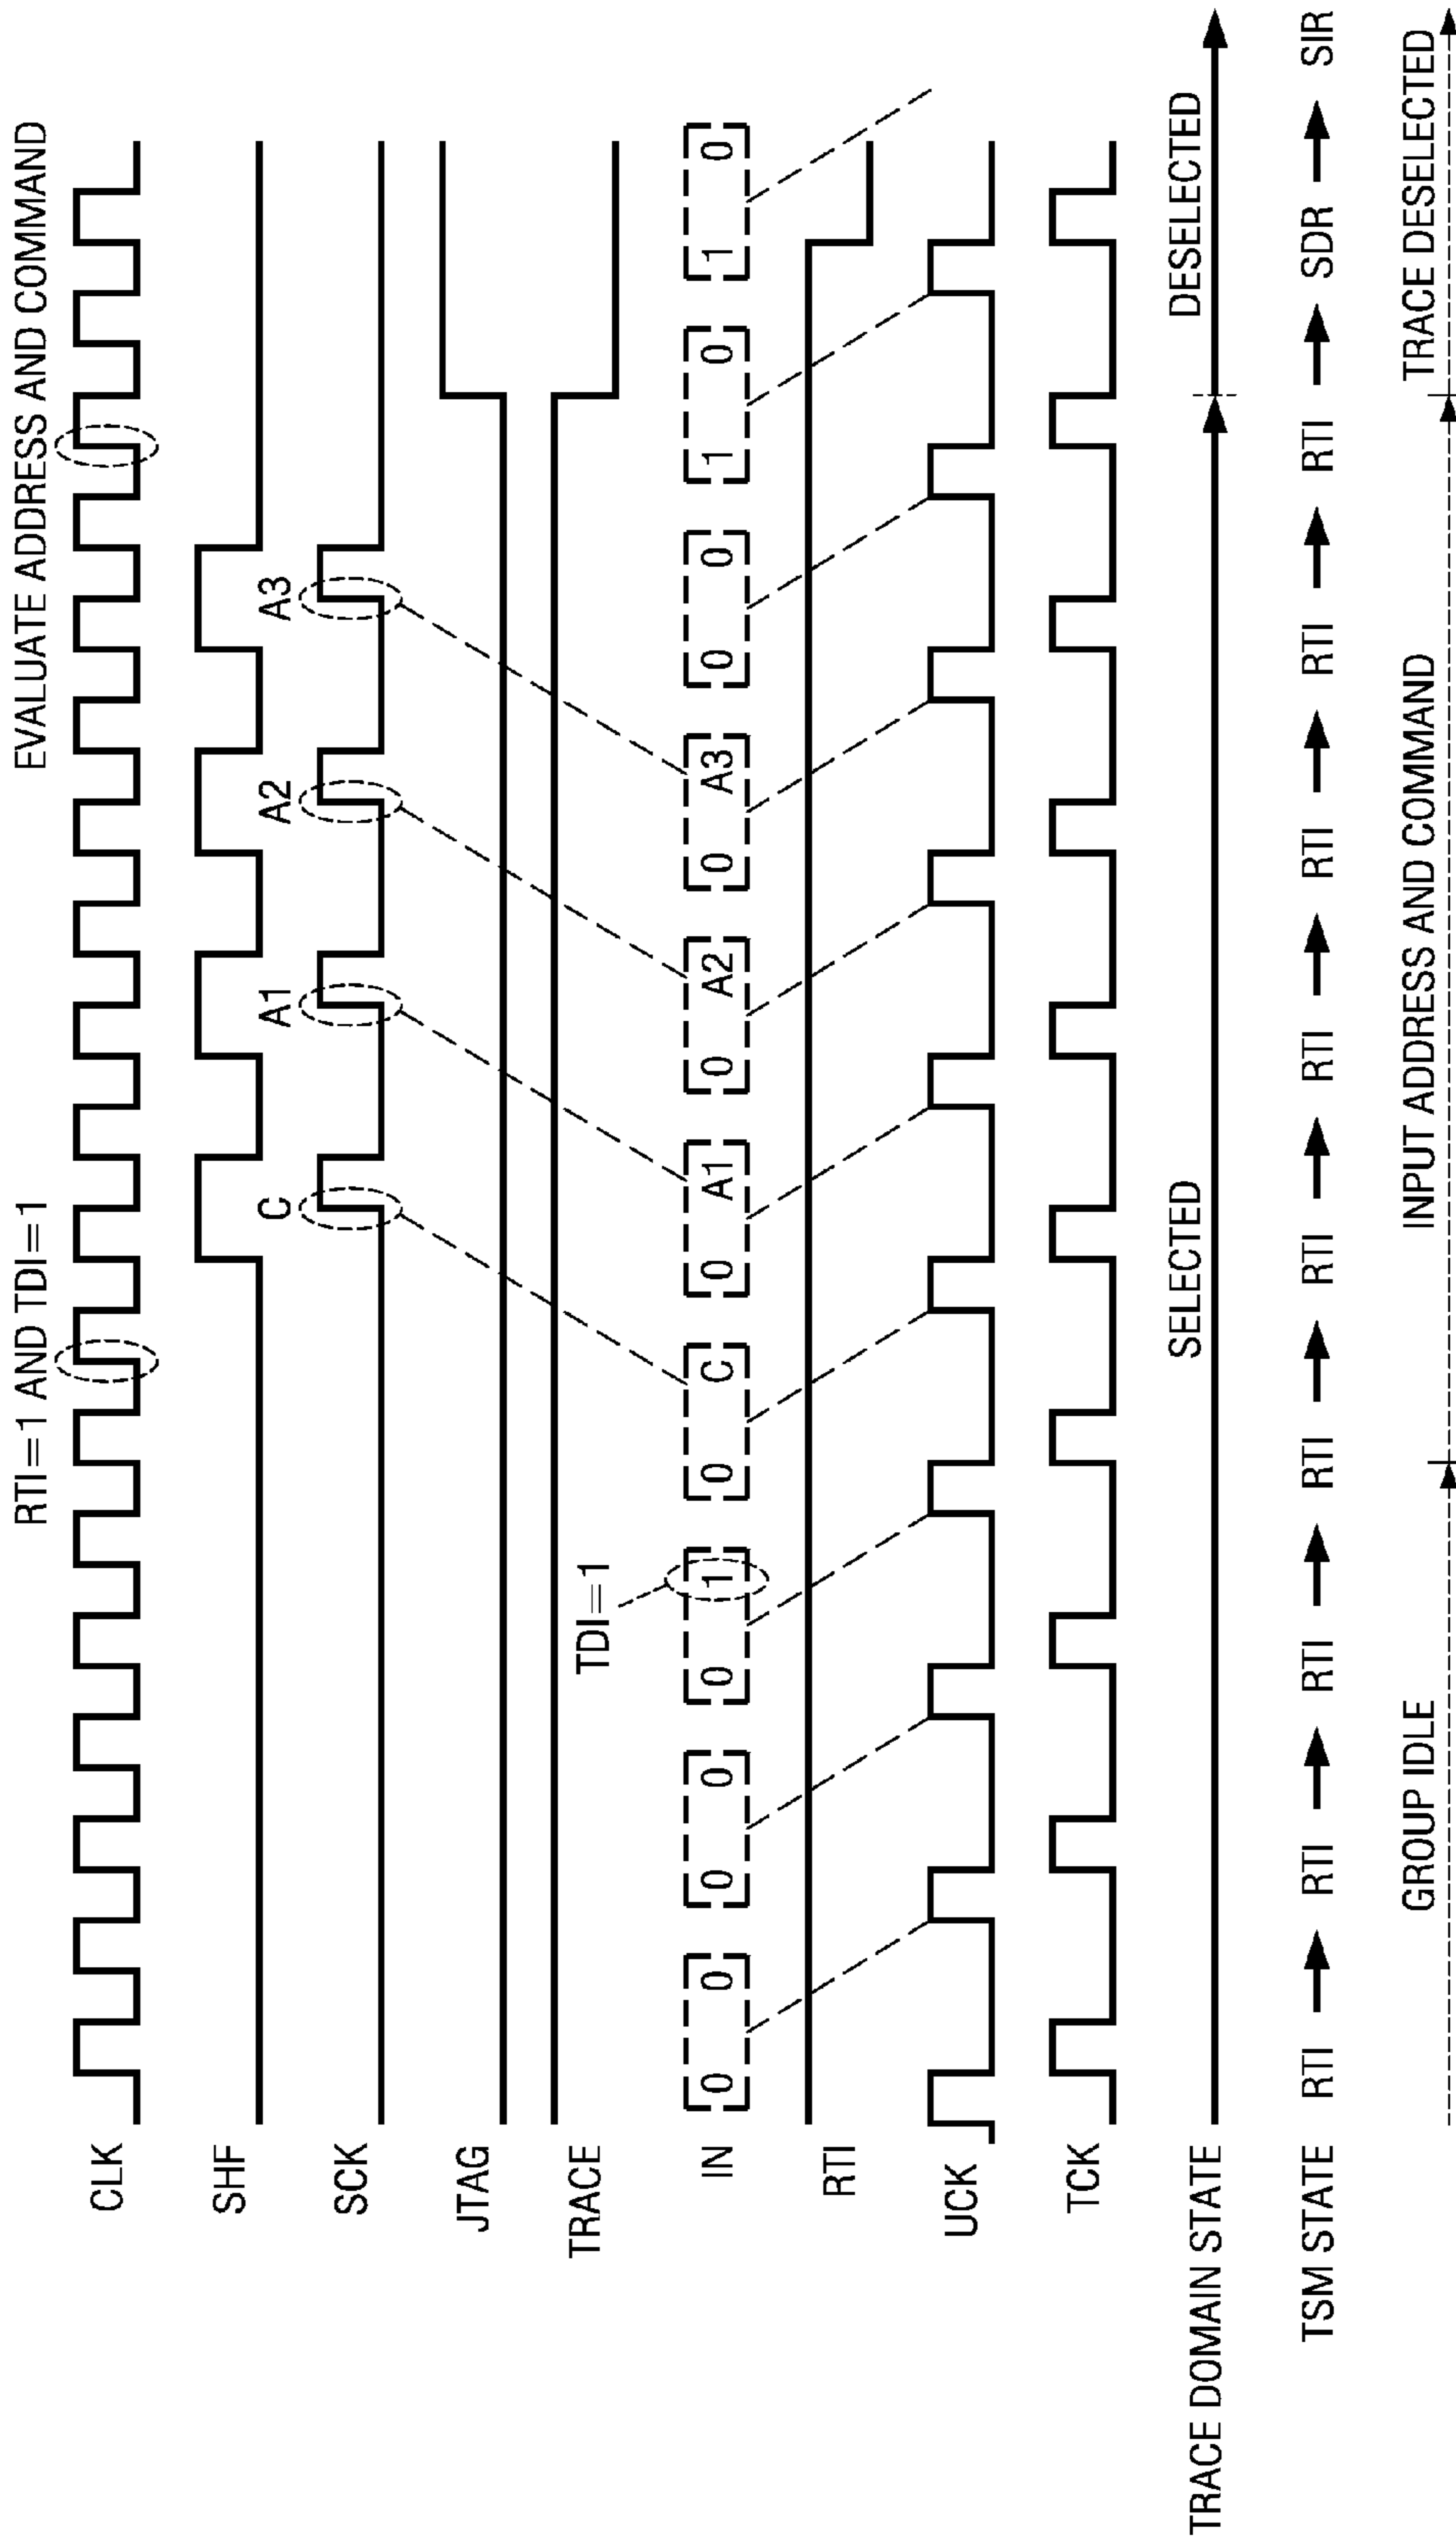 RTI=1 AND TDI=1 EVALUATE ADDRESS AND COMMAND
CLK
SHF
C A1 A2 A3
SCK
JTAG
TRACE
TDI=1
IN 0 0 0 0 0 1 0 C 0 A1 0 A2 0 A3 0 0 1 0 1 0
RTI
UCK
TCK
SELECTED DESELECTED
TRACE DOMAIN STATE
TSM STATE RTI RTI RTI RTI RTI RTI RTI RTI RTI SDR SIR
GROUP IDLE INPUT ADDRESS AND COMMAND TRACE DESELECTED